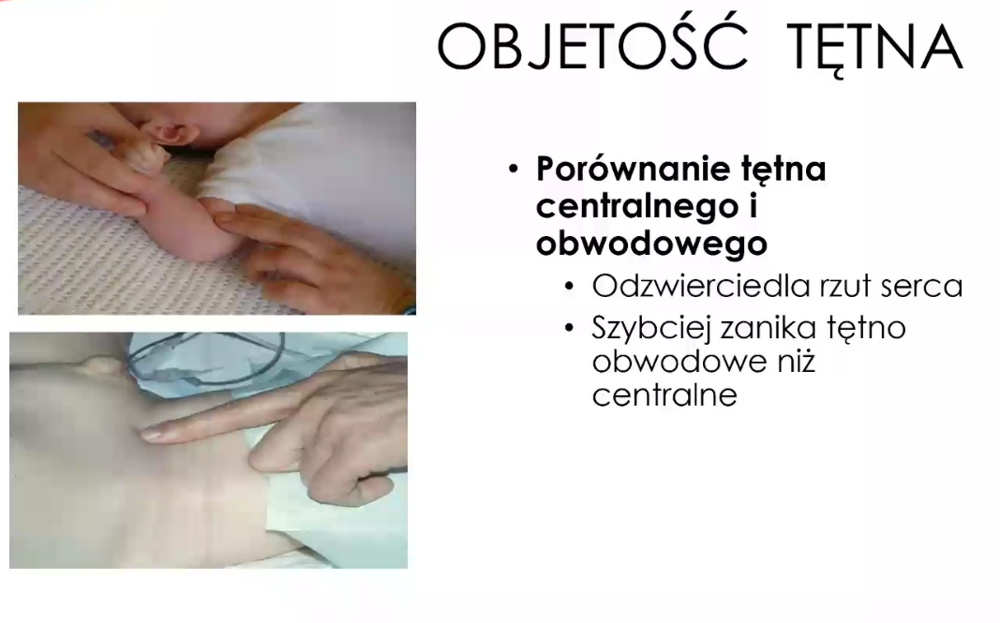 OBJETOŚĆ TĘTNA
• Porównanie tętna
centralnego i
obwodowego
• Odzwierciedla rzut serca
• Szybciej zanika tętno
obwodowe niż
centralne